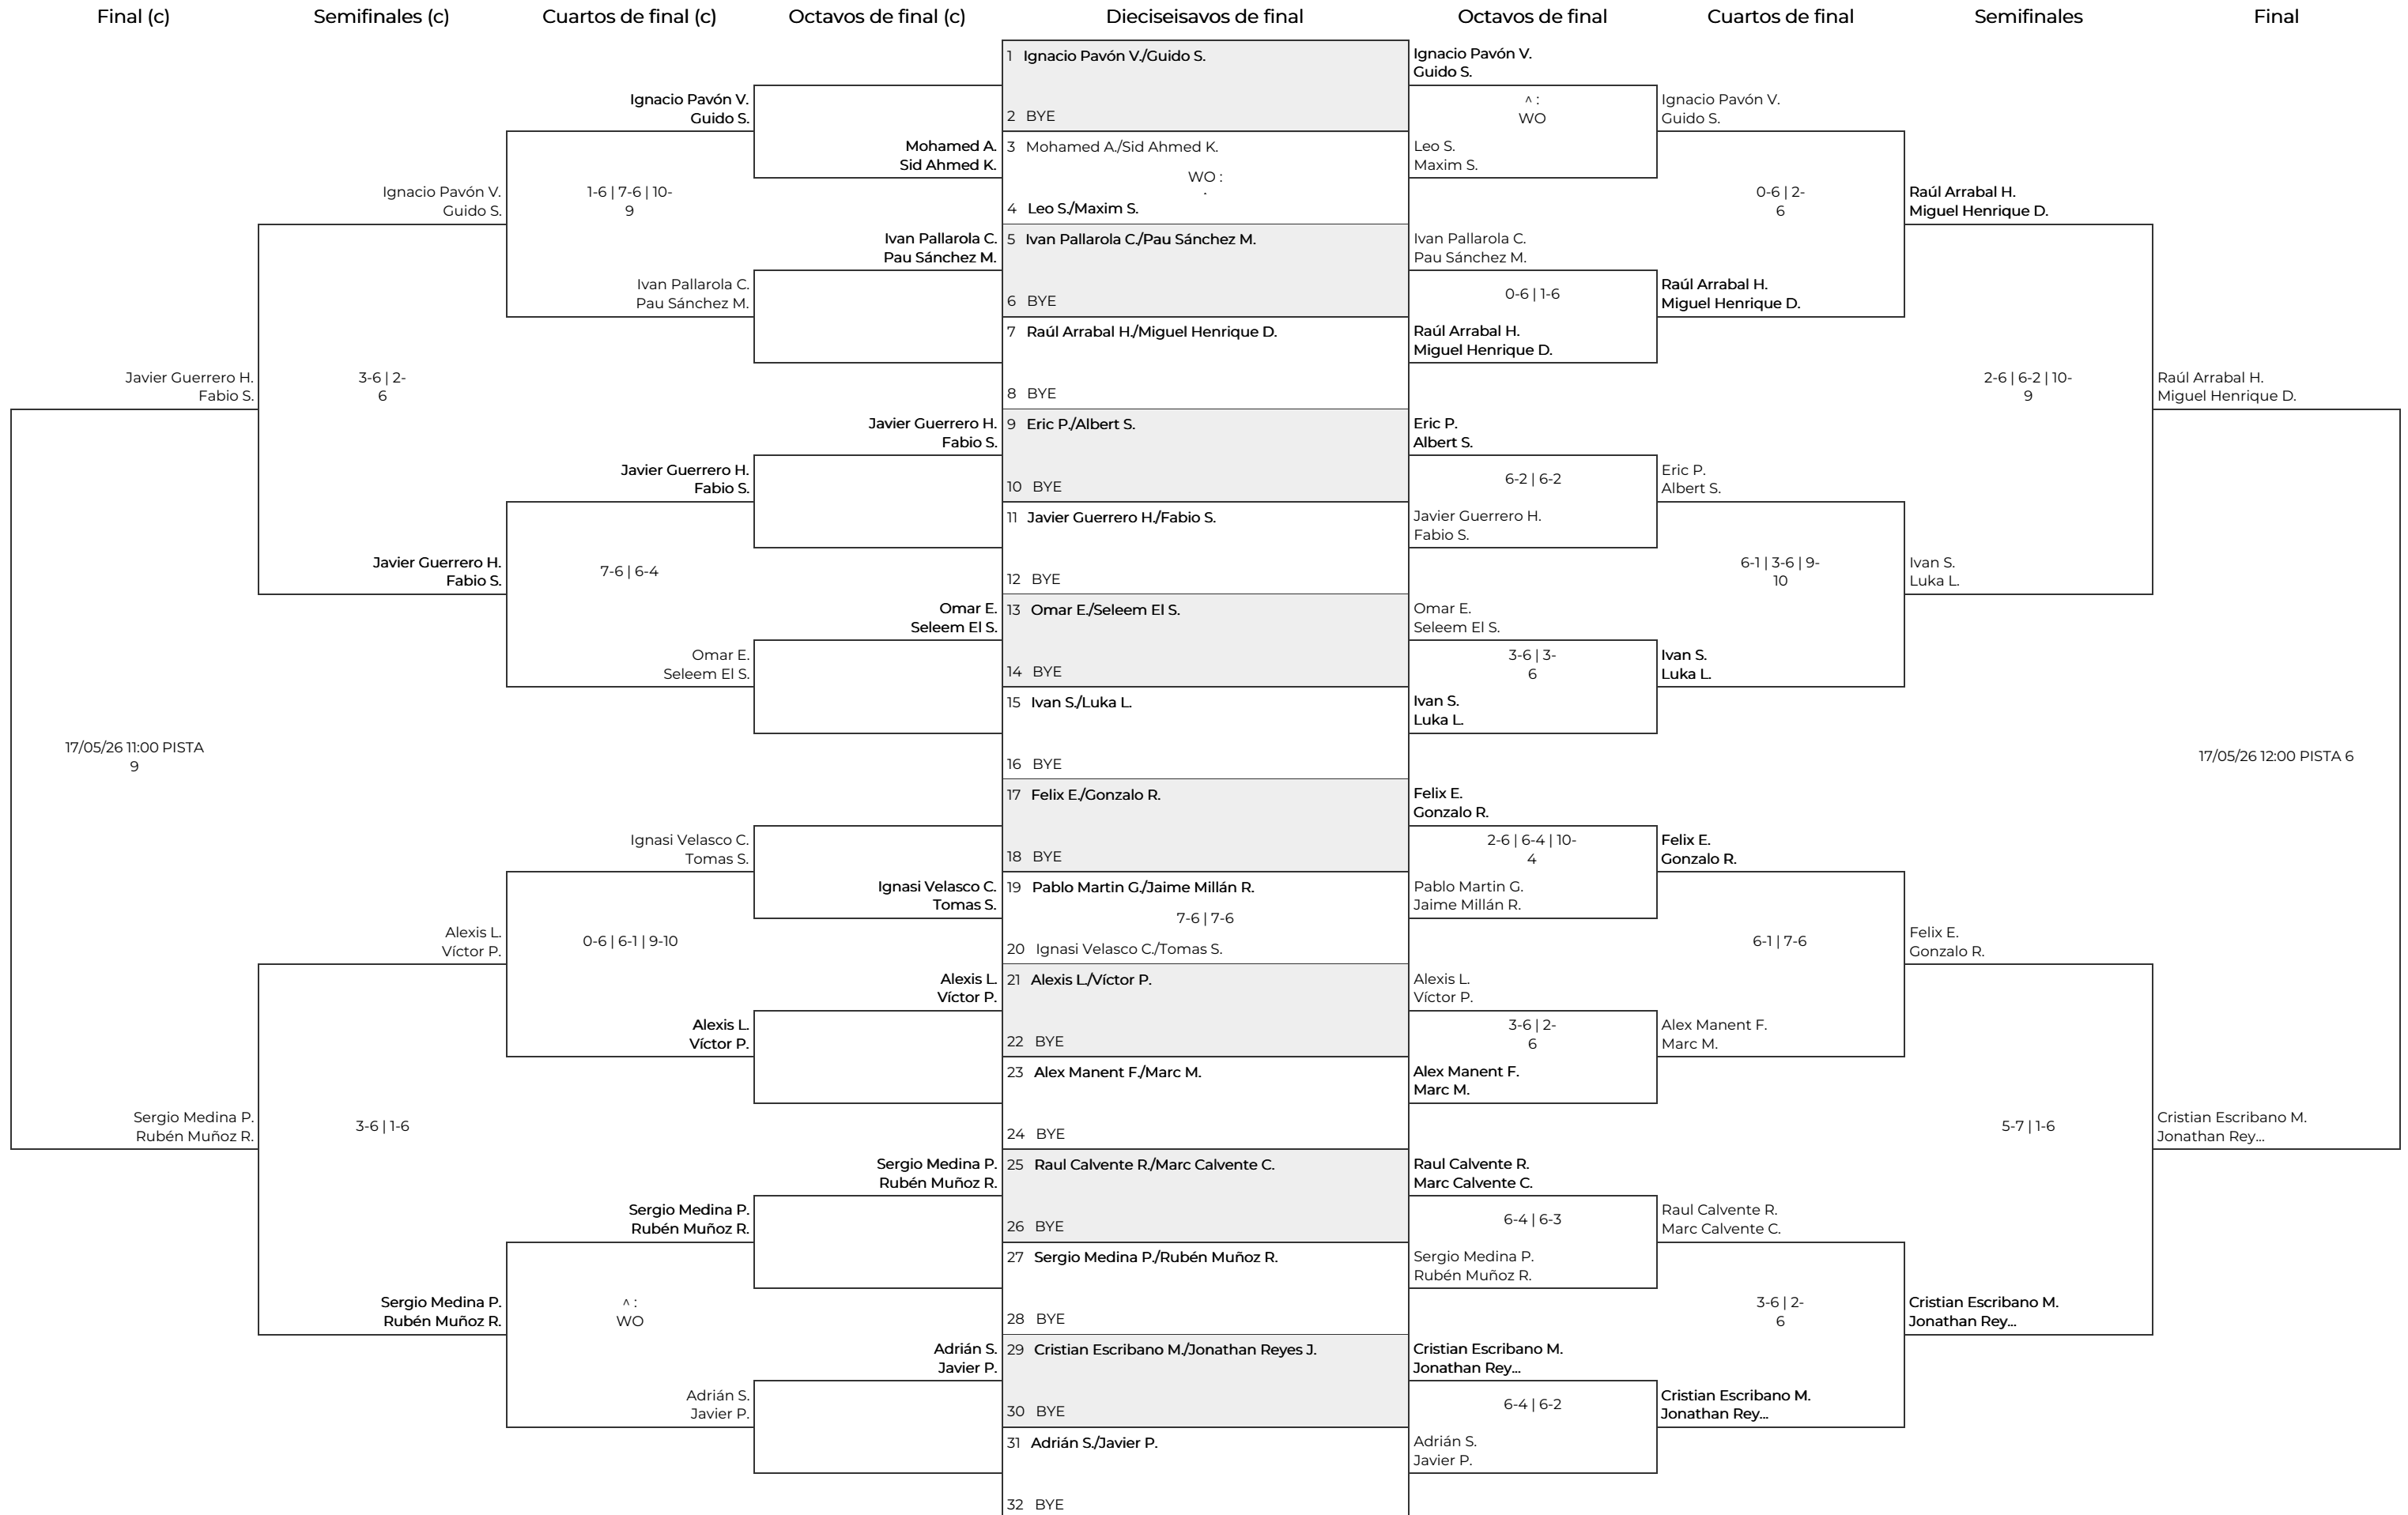 Final (c)
Semifinales (c)
Cuartos de final (c)
Octavos de final (c)
Dieciseisavos de final
Octavos de final
Cuartos de final
Semifinales
Final
Javier Guerrero H.
Fabio S.
17/05/26 11:00 PISTA
9
Sergio Medina P.
Rubén Muñoz R.
Ignacio Pavón V.
Guido S.
3-6 | 2-
6
Javier Guerrero H.
Fabio S.
Alexis L.
Víctor P.
3-6 | 1-6
Sergio Medina P.
Rubén Muñoz R.
Ignacio Pavón V.
Guido S.
1-6 | 7-6 | 10-
9
Ivan Pallarola C.
Pau Sánchez M.
Javier Guerrero H.
Fabio S.
7-6 | 6-4
Omar E.
Seleem El S.
Ignasi Velasco C.
Tomas S.
0-6 | 6-1 | 9-10
Alexis L.
Víctor P.
Sergio Medina P.
Rubén Muñoz R.
^ :
WO
Adrián S.
Javier P.
Mohamed A.
Sid Ahmed K.
Ivan Pallarola C.
Pau Sánchez M.
Javier Guerrero H.
Fabio S.
Omar E.
Seleem El S.
Ignasi Velasco C.
Tomas S.
Alexis L.
Víctor P.
Sergio Medina P.
Rubén Muñoz R.
Adrián S.
Javier P.
1 Ignacio Pavón V./Guido S.
2 BYE
3 Mohamed A./Sid Ahmed K.
WO :
4 Leo S./Maxim S.
5 Ivan Pallarola C./Pau Sánchez M.
6 BYE
7 Raúl Arrabal H./Miguel Henrique D.
8 BYE
9 Eric P./Albert S.
10 BYE
11 Javier Guerrero H./Fabio S.
12 BYE
13 Omar E./Seleem El S.
14 BYE
15 Ivan S./Luka L.
16 BYE
17 Felix E./Gonzalo R.
18 BYE
19 Pablo Martin G./Jaime Millán R.
7-6 | 7-6
20 Ignasi Velasco C./Tomas S.
21 Alexis L./Víctor P.
22 BYE
23 Alex Manent F./Marc M.
24 BYE
25 Raul Calvente R./Marc Calvente C.
26 BYE
27 Sergio Medina P./Rubén Muñoz R.
28 BYE
29 Cristian Escribano M./Jonathan Reyes J.
30 BYE
31 Adrián S./Javier P.
32 BYE
Ignacio Pavón V.
Guido S.
^ :
WO
Leo S.
Maxim S.
Ivan Pallarola C.
Pau Sánchez M.
0-6 | 1-6
Raúl Arrabal H.
Miguel Henrique D.
Eric P.
Albert S.
6-2 | 6-2
Javier Guerrero H.
Fabio S.
Omar E.
Seleem El S.
3-6 | 3-
6
Ivan S.
Luka L.
Felix E.
Gonzalo R.
2-6 | 6-4 | 10-
4
Pablo Martin G.
Jaime Millán R.
Alexis L.
Víctor P.
3-6 | 2-
6
Alex Manent F.
Marc M.
Raul Calvente R.
Marc Calvente C.
6-4 | 6-3
Sergio Medina P.
Rubén Muñoz R.
Cristian Escribano M.
Jonathan Rey...
6-4 | 6-2
Adrián S.
Javier P.
Ignacio Pavón V.
Guido S.
0-6 | 2-
6
Raúl Arrabal H.
Miguel Henrique D.
Eric P.
Albert S.
6-1 | 3-6 | 9-
10
Ivan S.
Luka L.
Felix E.
Gonzalo R.
6-1 | 7-6
Alex Manent F.
Marc M.
Raul Calvente R.
Marc Calvente C.
3-6 | 2-
6
Cristian Escribano M.
Jonathan Rey...
Raúl Arrabal H.
Miguel Henrique D.
2-6 | 6-2 | 10-
9
Ivan S.
Luka L.
Felix E.
Gonzalo R.
5-7 | 1-6
Cristian Escribano M.
Jonathan Rey...
Raúl Arrabal H.
Miguel Henrique D.
17/05/26 12:00 PISTA 6
Cristian Escribano M.
Jonathan Rey...